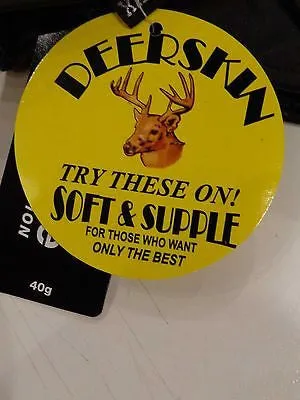 DEERSKIN
TRY THESE ON!
SOFT & SUPPLE
FOR THOSE WHO WANT
ONLY THE BEST
40g